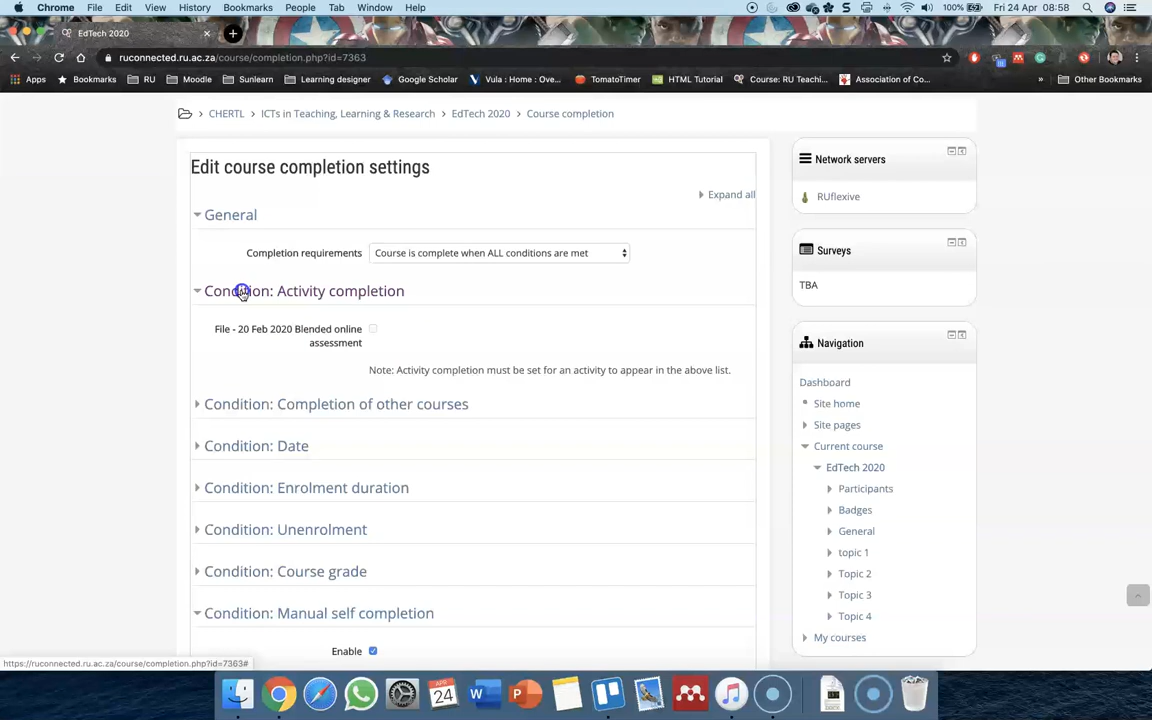 Chrome File Edit View History Bookmarks People Tab Window Help 100% Fri 24 Apr 08:58
EdTech 2020
ruconnected.ru.ac.za/course/completion.php?id=7363
Apps Bookmarks RU Moodle Sunlearn Learning designer Google Scholar Vula : Home : Ove... TomatoTimer HTML Tutorial Course: RU Teachi... Association of Co... » Other Bookmarks
CHERTL > ICTs in Teaching, Learning & Research > EdTech 2020 > Course completion
Edit course completion settings
Expand all
General
Completion requirements Course is complete when ALL conditions are met
Condition: Activity completion
File - 20 Feb 2020 Blended online
assessment
Note: Activity completion must be set for an activity to appear in the above list.
Condition: Completion of other courses
Condition: Date
Condition: Enrolment duration
Condition: Unenrolment
Condition: Course grade
Condition: Manual self completion
Enable
Network servers
RUflexive
Surveys
TBA
Navigation
Dashboard
Site home
Site pages
Current course
EdTech 2020
Participants
Badges
General
topic 1
Topic 2
Topic 3
Topic 4
My courses
https://ruconnected.ru.ac.za/course/completion.php?id=7363#
APR
24